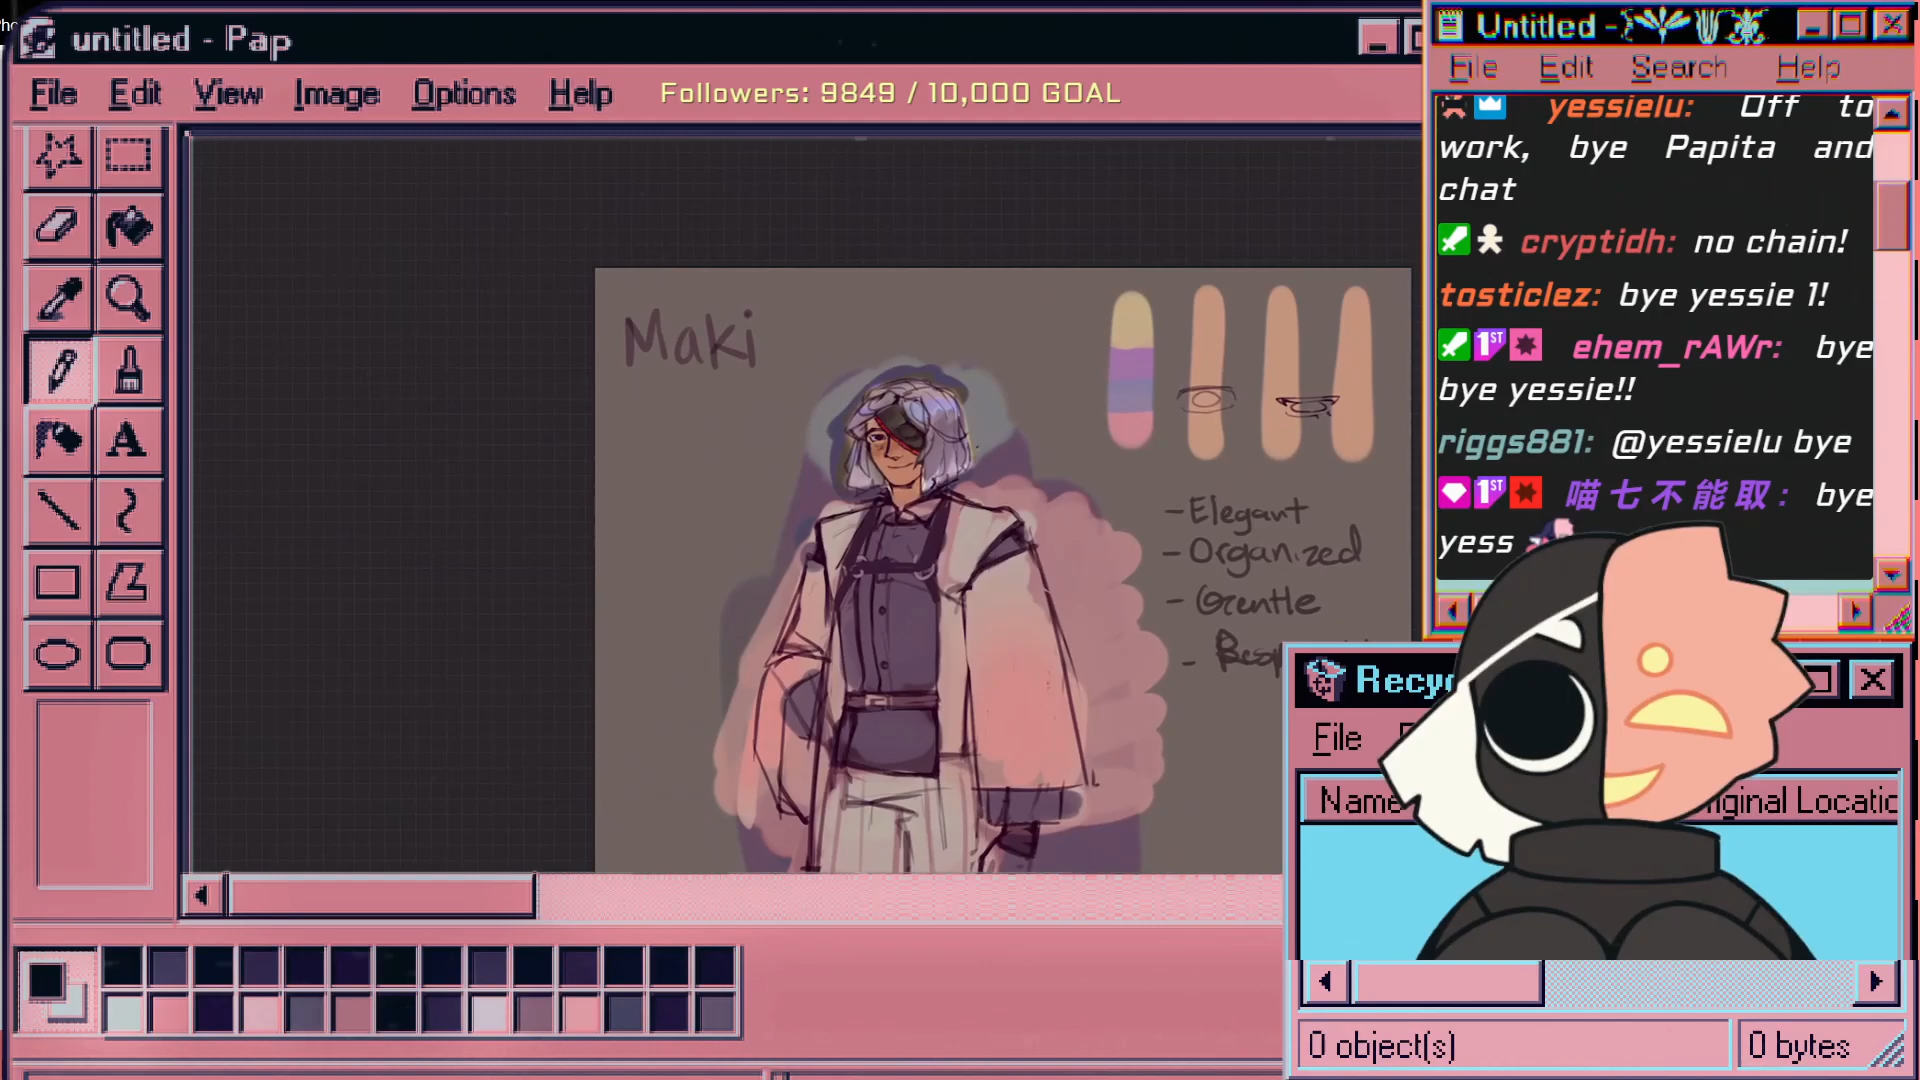 untitled - Pap
File Edit View Image Options Help
Followers: 9849 / 10,000 GOAL
A
Maki
- Elegant
- Organized
- Gentle
-
Untitled -
File Edit Search Help
yessielu: Off to
work, bye Papita and
chat
cryptidh: no chain!
tosticlez: bye yessie 1!
1ST ehem_rAWr: bye
bye yessie!!
riggs881: @yessielu bye
1ST 喵七不能取: bye
yess
File
Name
0 object(s)
0 bytes